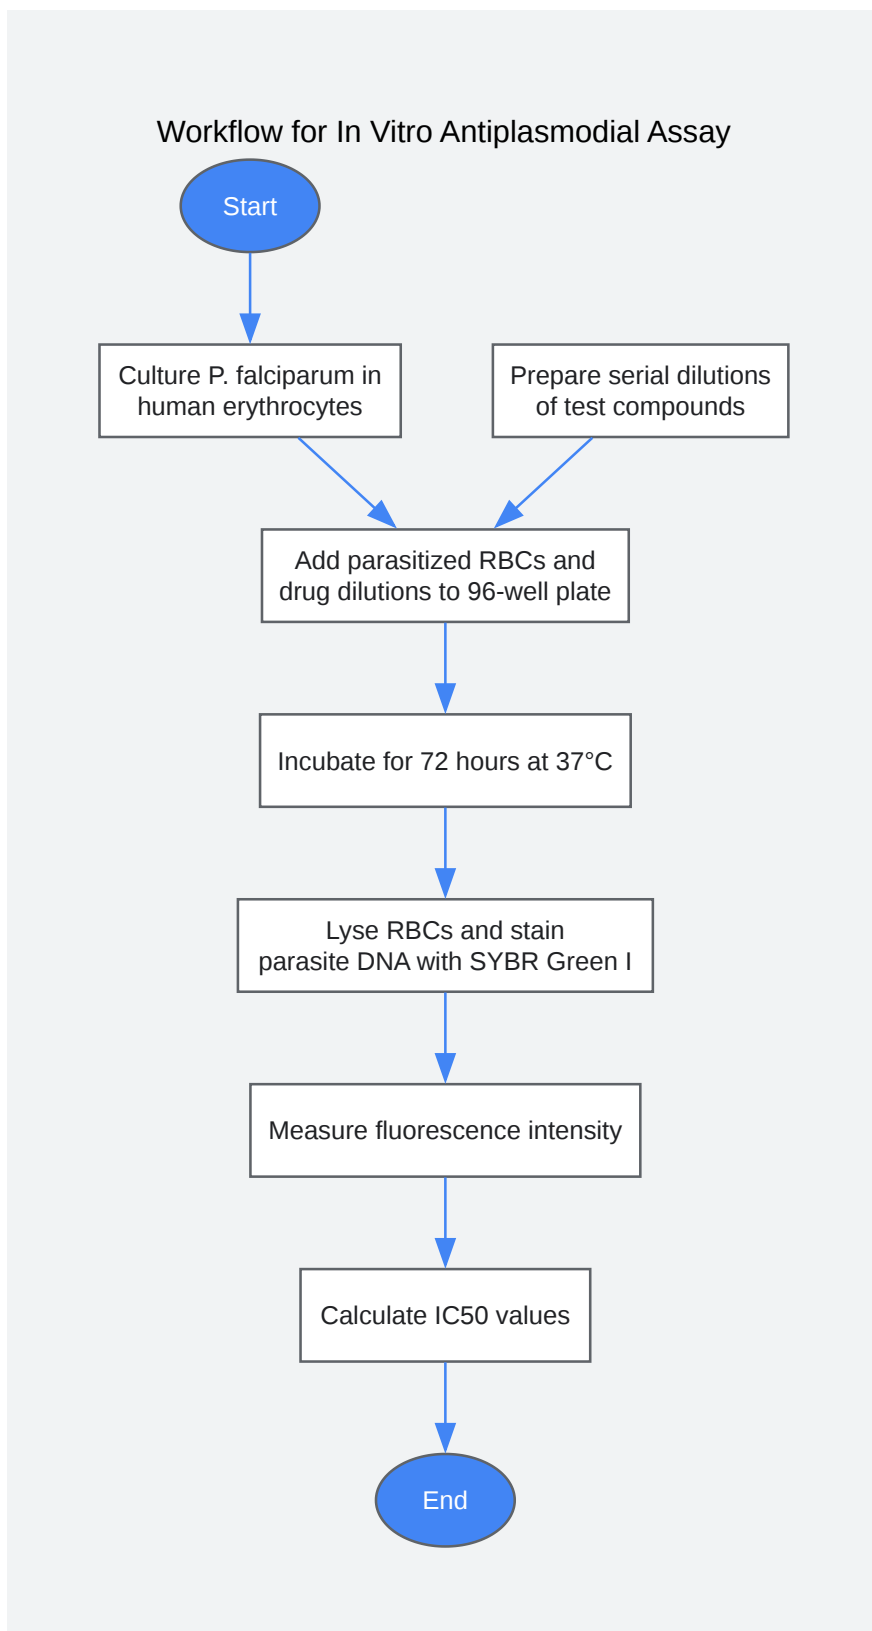 Workflow for In Vitro Antiplasmodial Assay
Start
Culture P. falciparum in
human erythrocytes
Prepare serial dilutions
of test compounds
Add parasitized RBCs and
drug dilutions to 96-well plate
Incubate for 72 hours at 37°C
Lyse RBCs and stain
parasite DNA with SYBR Green I
Measure fluorescence intensity
Calculate IC50 values
End